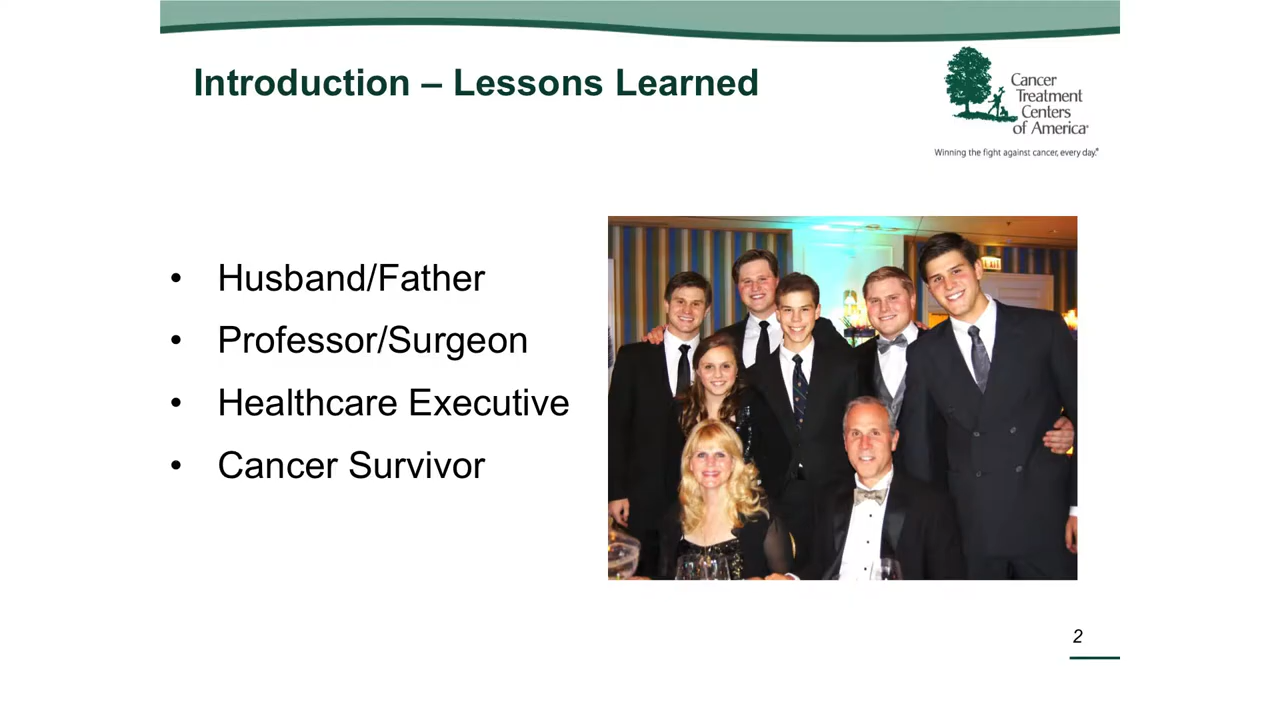 Introduction – Lessons Learned
Cancer
Treatment
Centers
of America®
Winning the fight against cancer, every day.®
• Husband/Father
• Professor/Surgeon
• Healthcare Executive
• Cancer Survivor
2